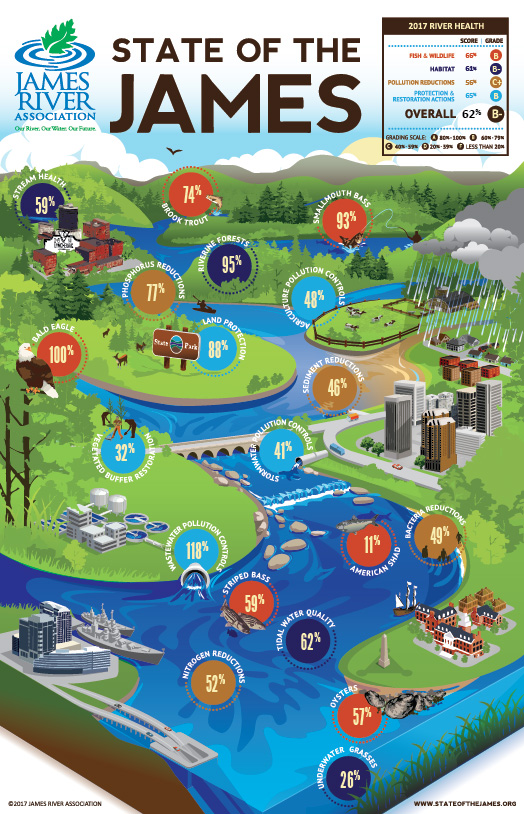 JAMES
RIVER
ASSOCIATION
Our River. Our Water. Our Future.
STATE OF THE
JAMES
2017 RIVER HEALTH
SCORE | GRADE
FISH & WILDLIFE 66% B
HABITAT 61% B-
POLLUTION REDUCTIONS 56% C+
PROTECTION &
RESTORATION ACTIONS 65% B
OVERALL 62% B-
GRADING SCALE: A 80%-100% B 60%-79%
C 40%-59% D 20%-39% F LESS THAN 20%
STREAM HEALTH
59%
74%
BROOK TROUT
SMALLMOUTH BASS
93%
RIVERINE FORESTS
95%
PHOSPHORUS REDUCTIONS
77%
AGRICULTURE POLLUTION CONTROLS
48%
BALD EAGLE
100%
State Park
LAND PROTECTION
88%
SEDIMENT REDUCTIONS
46%
32%
VEGETATED BUFFER RESTORATION
STORMWATER POLLUTION CONTROLS
41%
WASTEWATER POLLUTION CONTROLS
118%
11%
AMERICAN SHAD
BACTERIA REDUCTIONS
49%
STRIPED BASS
59%
TIDAL WATER QUALITY
62%
NITROGEN REDUCTIONS
52%
OYSTERS
57%
UNDERWATER GRASSES
26%
©2017 JAMES RIVER ASSOCIATION
WWW.STATEOFTHEJAMES.ORG